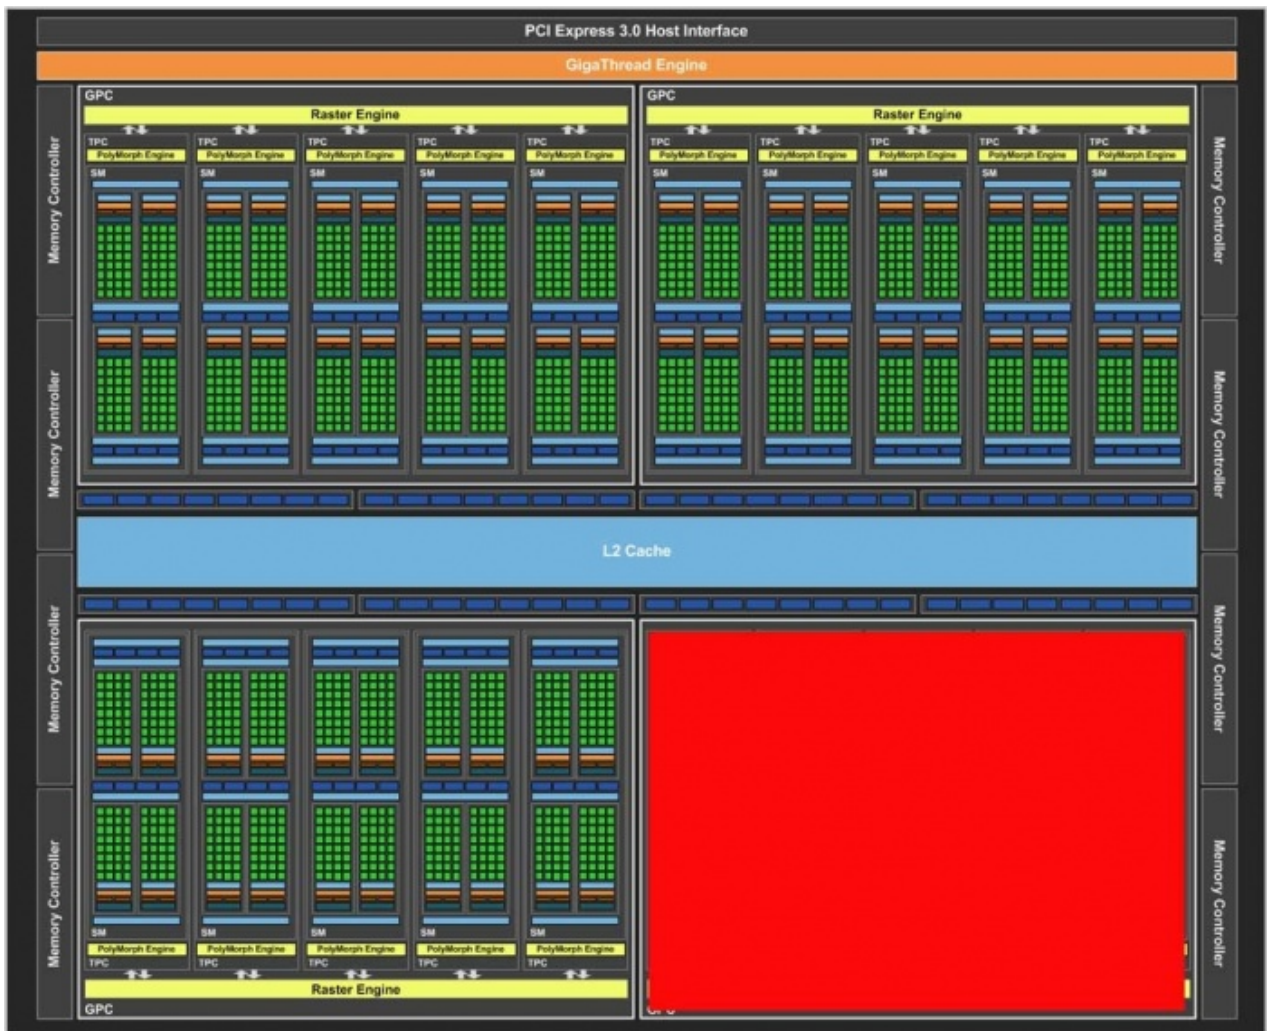 PCI Express 3.0 Host Interface
GigaThread Engine
GPC GPC
Raster Engine Raster Engine
TPC TPC TPC TPC TPC TPC TPC TPC TPC TPC
PolyMorph Engine PolyMorph Engine PolyMorph Engine PolyMorph Engine PolyMorph Engine PolyMorph Engine PolyMorph Engine PolyMorph Engine PolyMorph Engine PolyMorph Engine
SM SM SM SM SM SM SM SM SM SM
Memory Controller
Memory Controller
Memory Controller
Memory Controller
L2 Cache
Memory Controller
Memory Controller
Memory Controller
Memory Controller
SM SM SM SM SM
PolyMorph Engine PolyMorph Engine PolyMorph Engine PolyMorph Engine PolyMorph Engine
TPC TPC TPC TPC TPC
Raster Engine
GPC